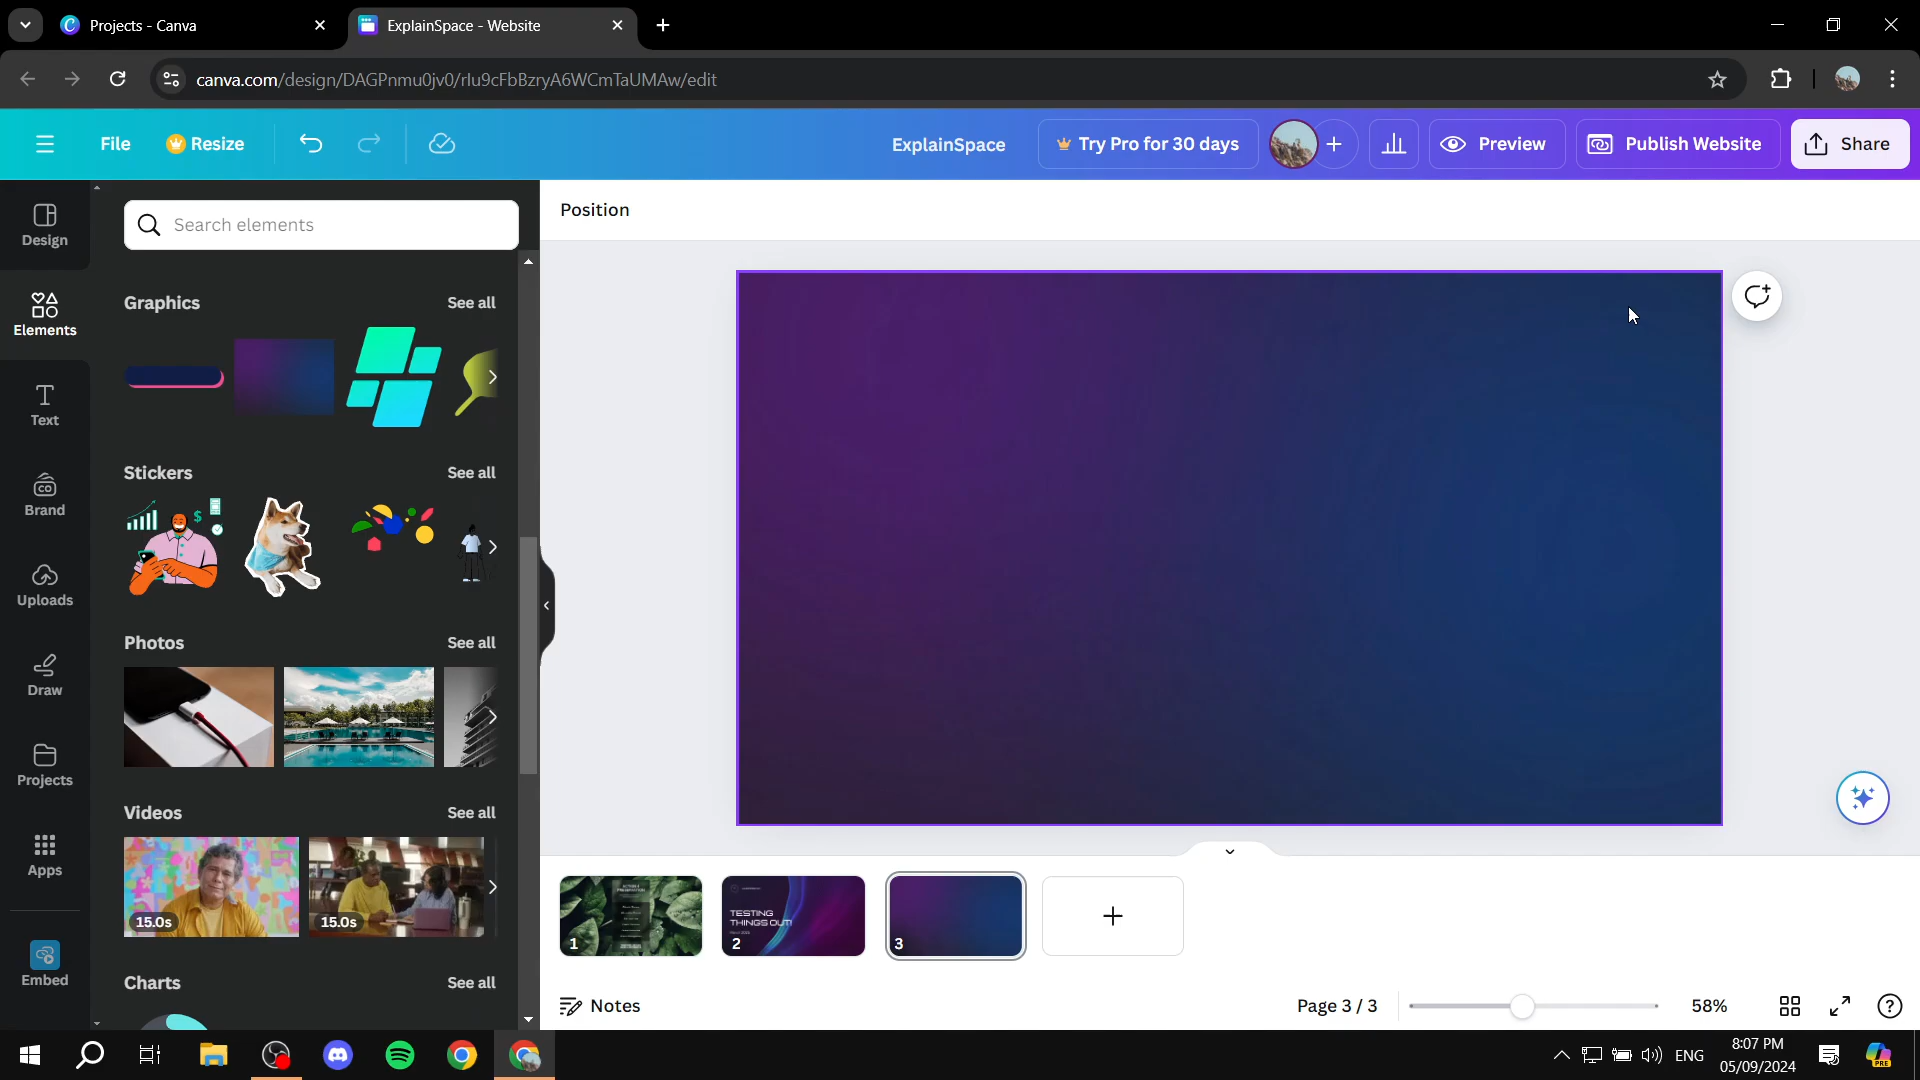 Projects - Canva
ExplainSpace - Website
canva.com/design/DAGPnmu0jv0/rlu9cFbBzryA6WCmTaUMAw/edit
File
Resize
ExplainSpace
Try Pro for 30 days
Preview
Publish Website
Share
Design
Elements
Text
Brand
Uploads
Draw
Projects
Apps
Embed
Search elements
Graphics
See all
Stickers
See all
Photos
See all
Videos
See all
15.0s
15.0s
Charts
See all
Position
1
TESTING
THINGS OUT!
2
3
Notes
Page 3 / 3
58%
ENG
8:07 PM
05/09/2024
PRE